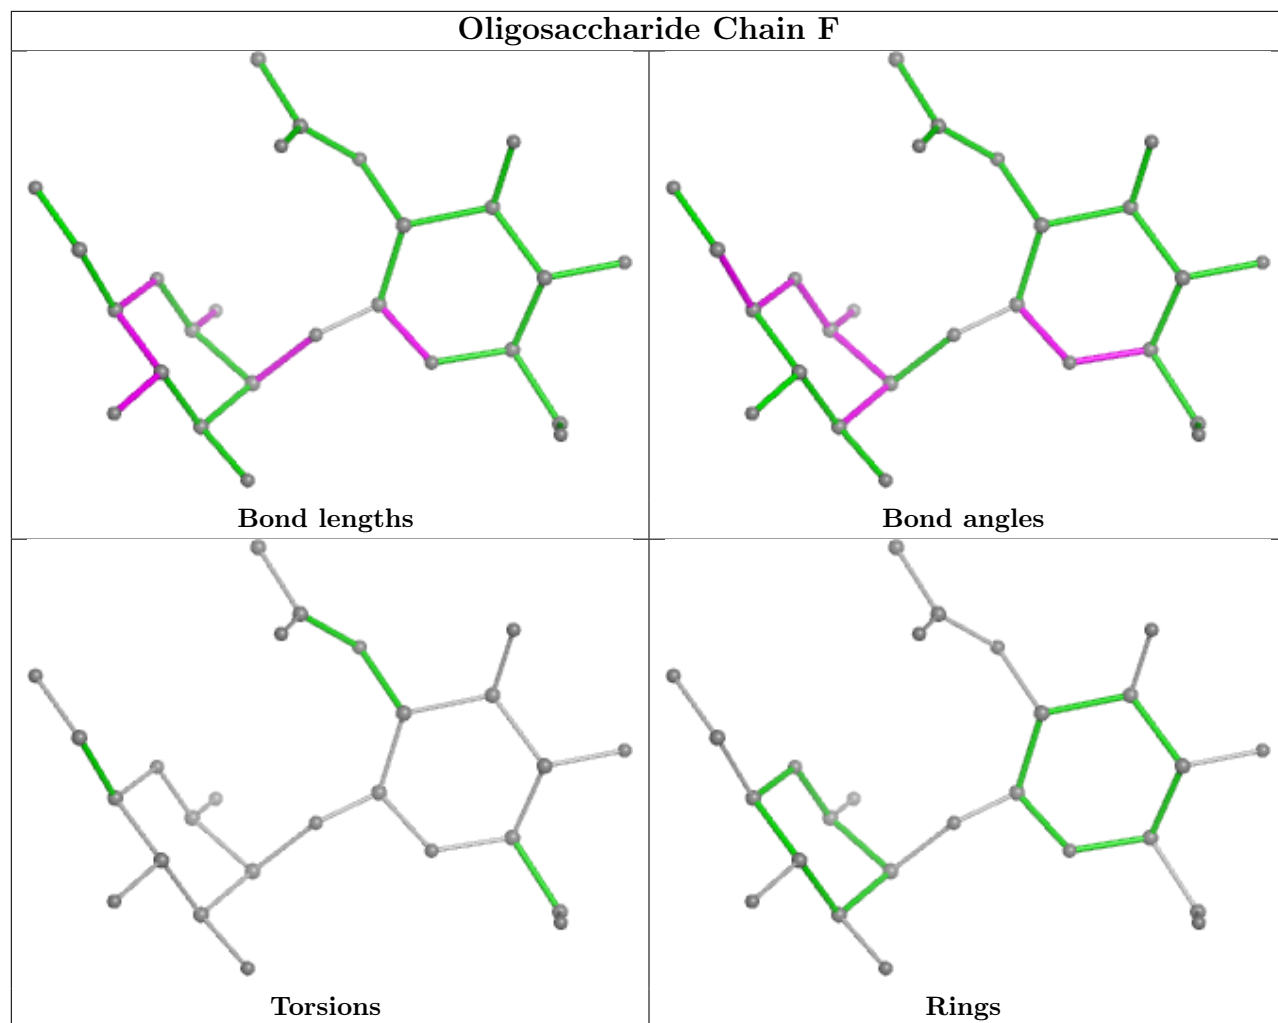 Oligosaccharide Chain F
Bond lengths
Bond angles
Torsions
Rings